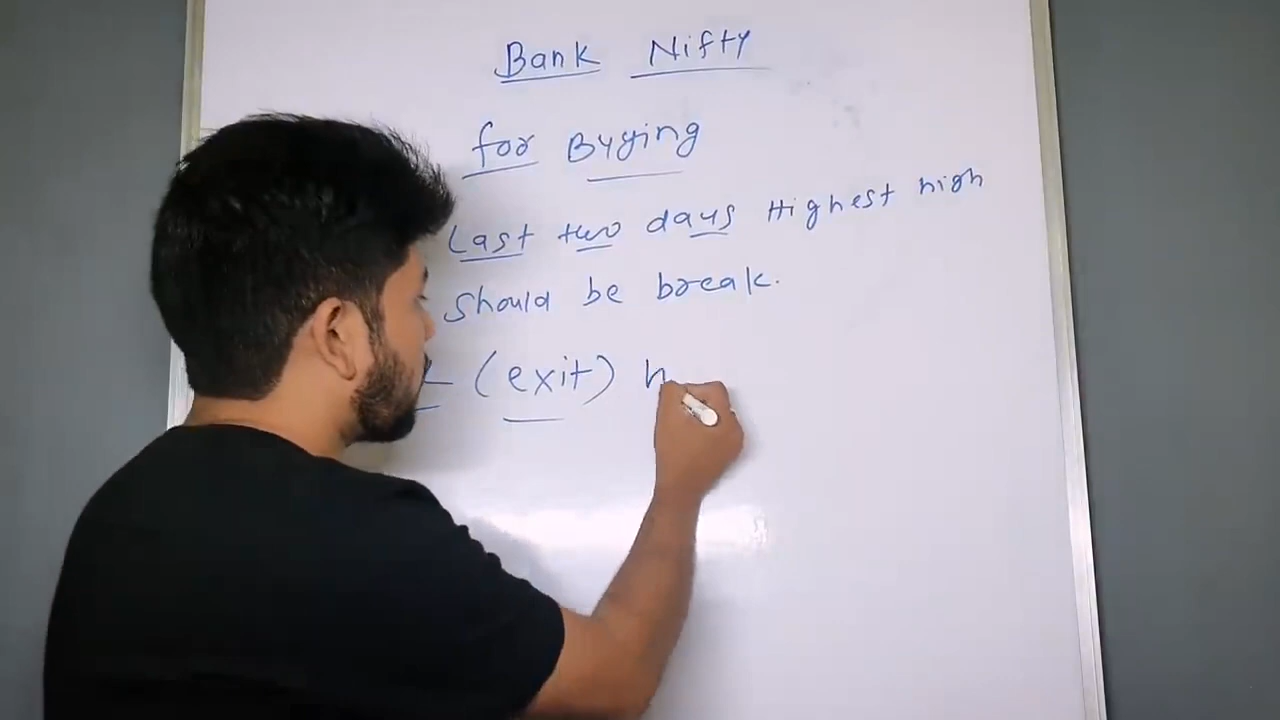 Bank Nifty
for Buying
Last two days Highest high
should be break.
(exit)